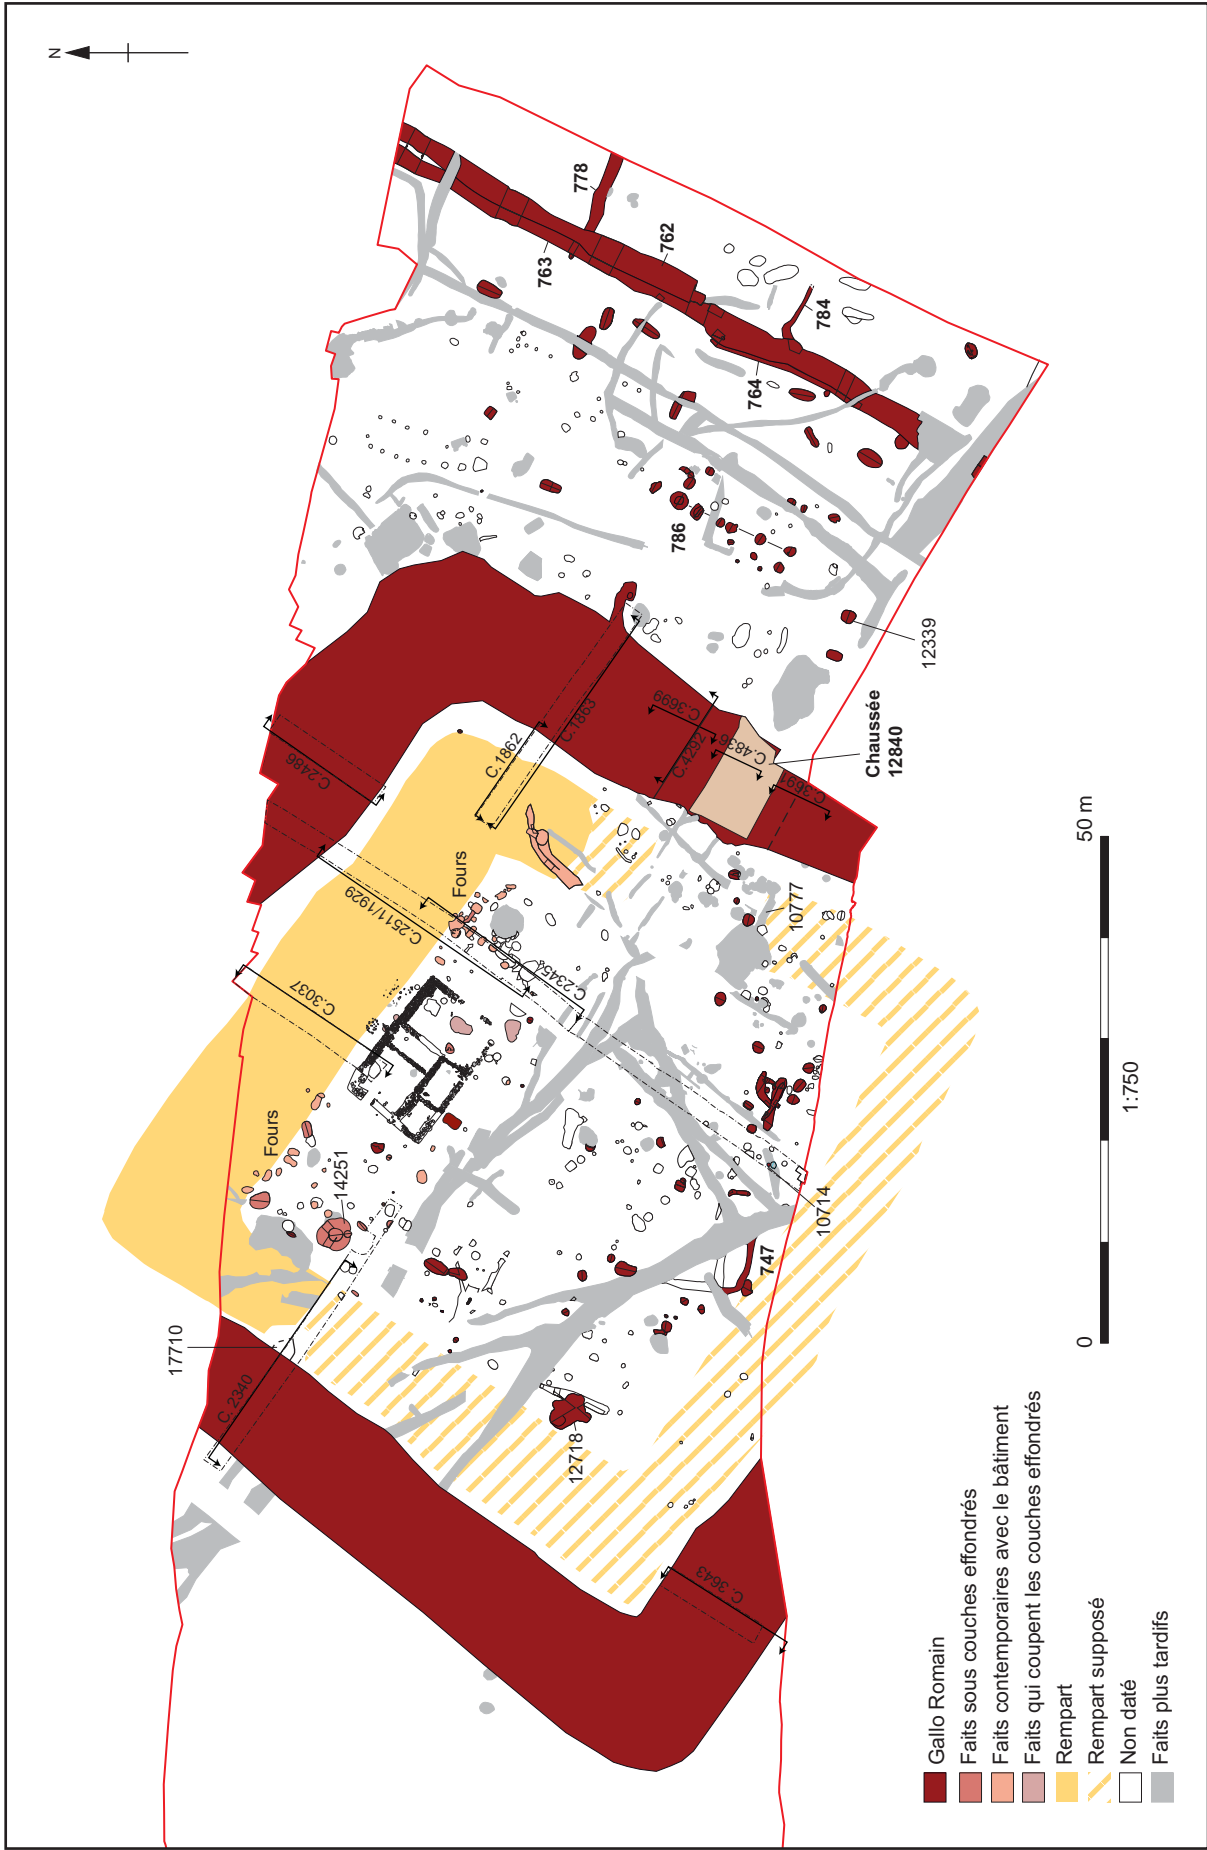 N
778
763
762
784
764
786
12339
C.2486
C.1862
C.1863
C.3699
C.4292
C.4836
C.3691
Chaussée
12840
Fours
C.2511/1929
C.2345
C.3037
10777
Fours
14251
10714
747
17710
C. 2340
12718
C. 3643
0
50 m
1:750
Gallo Romain
Faits sous couches effondrés
Faits contemporaires avec le bâtiment
Faits qui coupent les couches effondrés
Rempart
Rempart supposé
Non daté
Faits plus tardifs